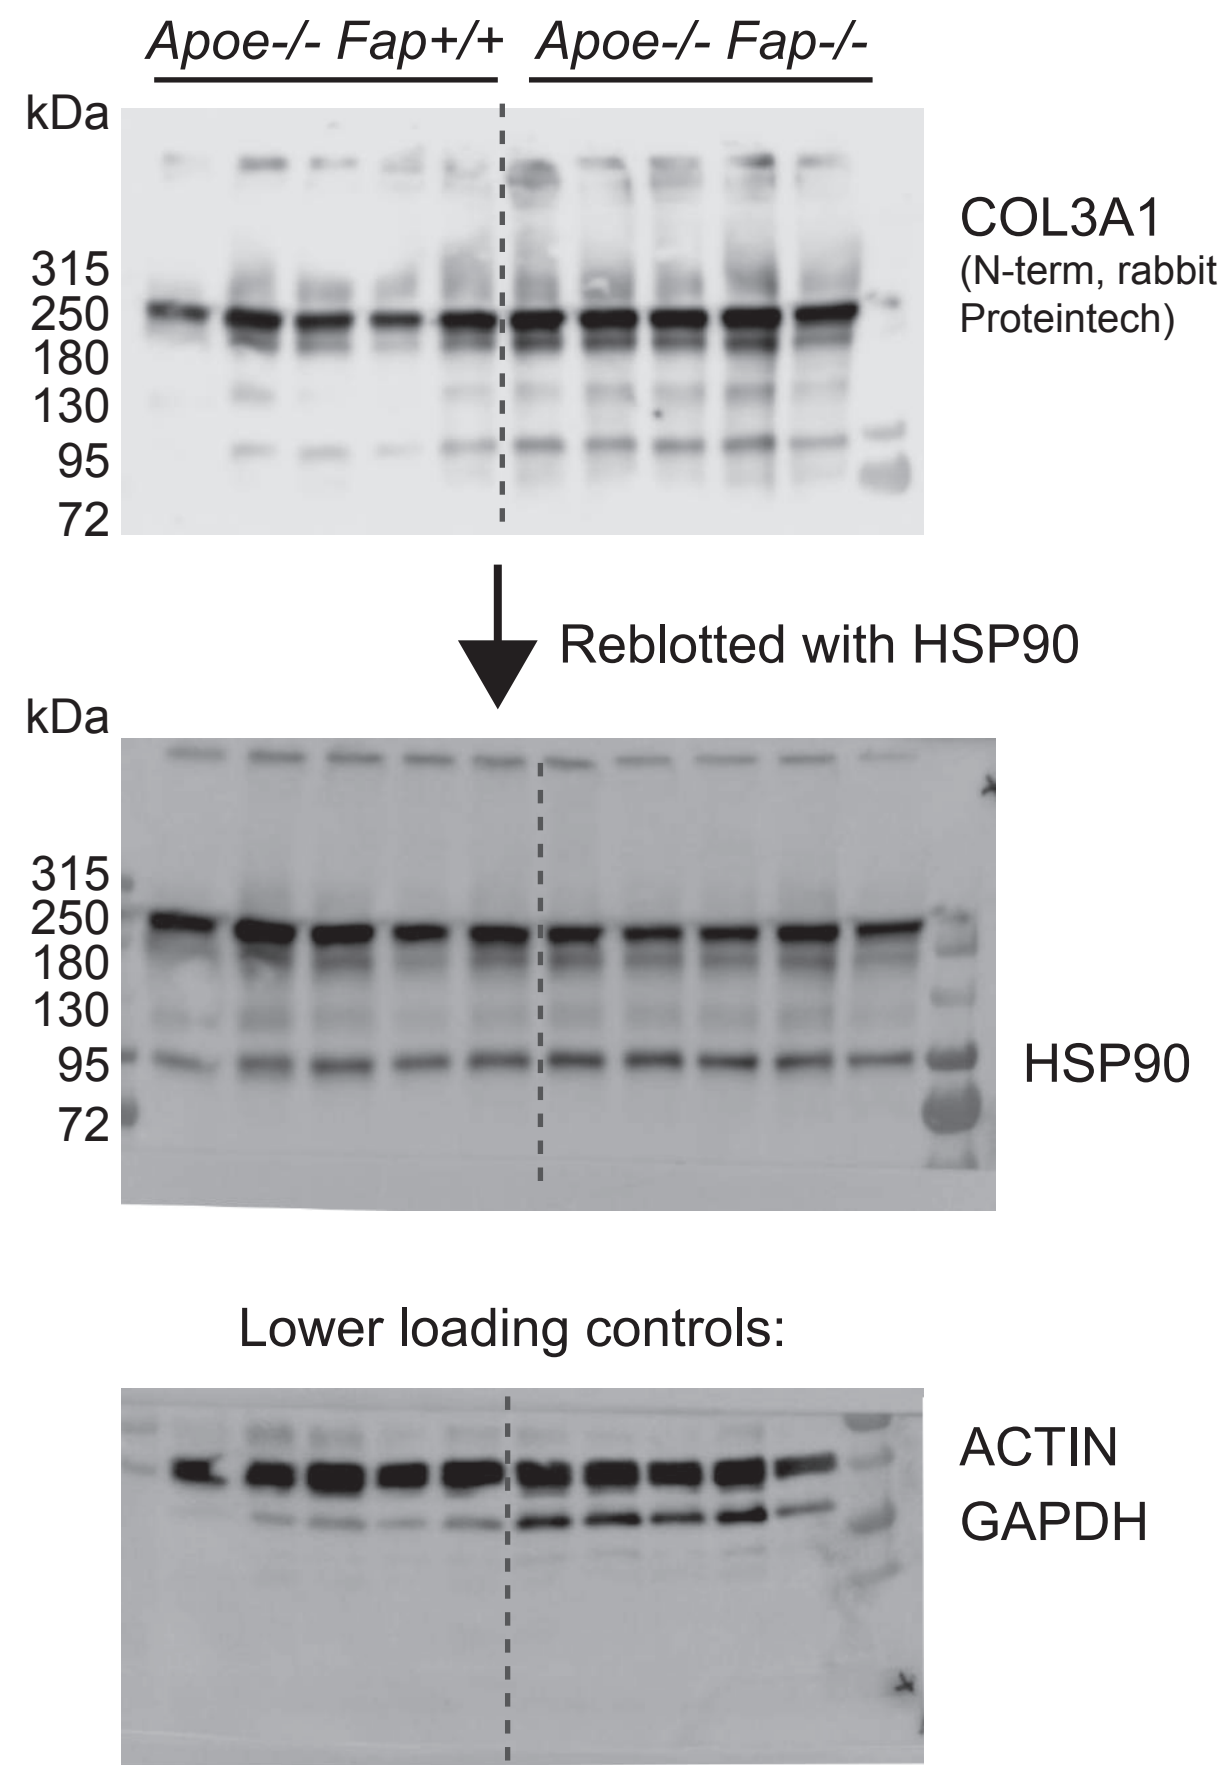 Apoe-/- Fap+/+ Apoe-/- Fap-/-
kDa
315
250
180
130
95
72
COL3A1
(N-term, rabbit
Proteintech)
Reblotted with HSP90
kDa
315
250
180
130
95
72
HSP90
Lower loading controls:
ACTIN
GAPDH